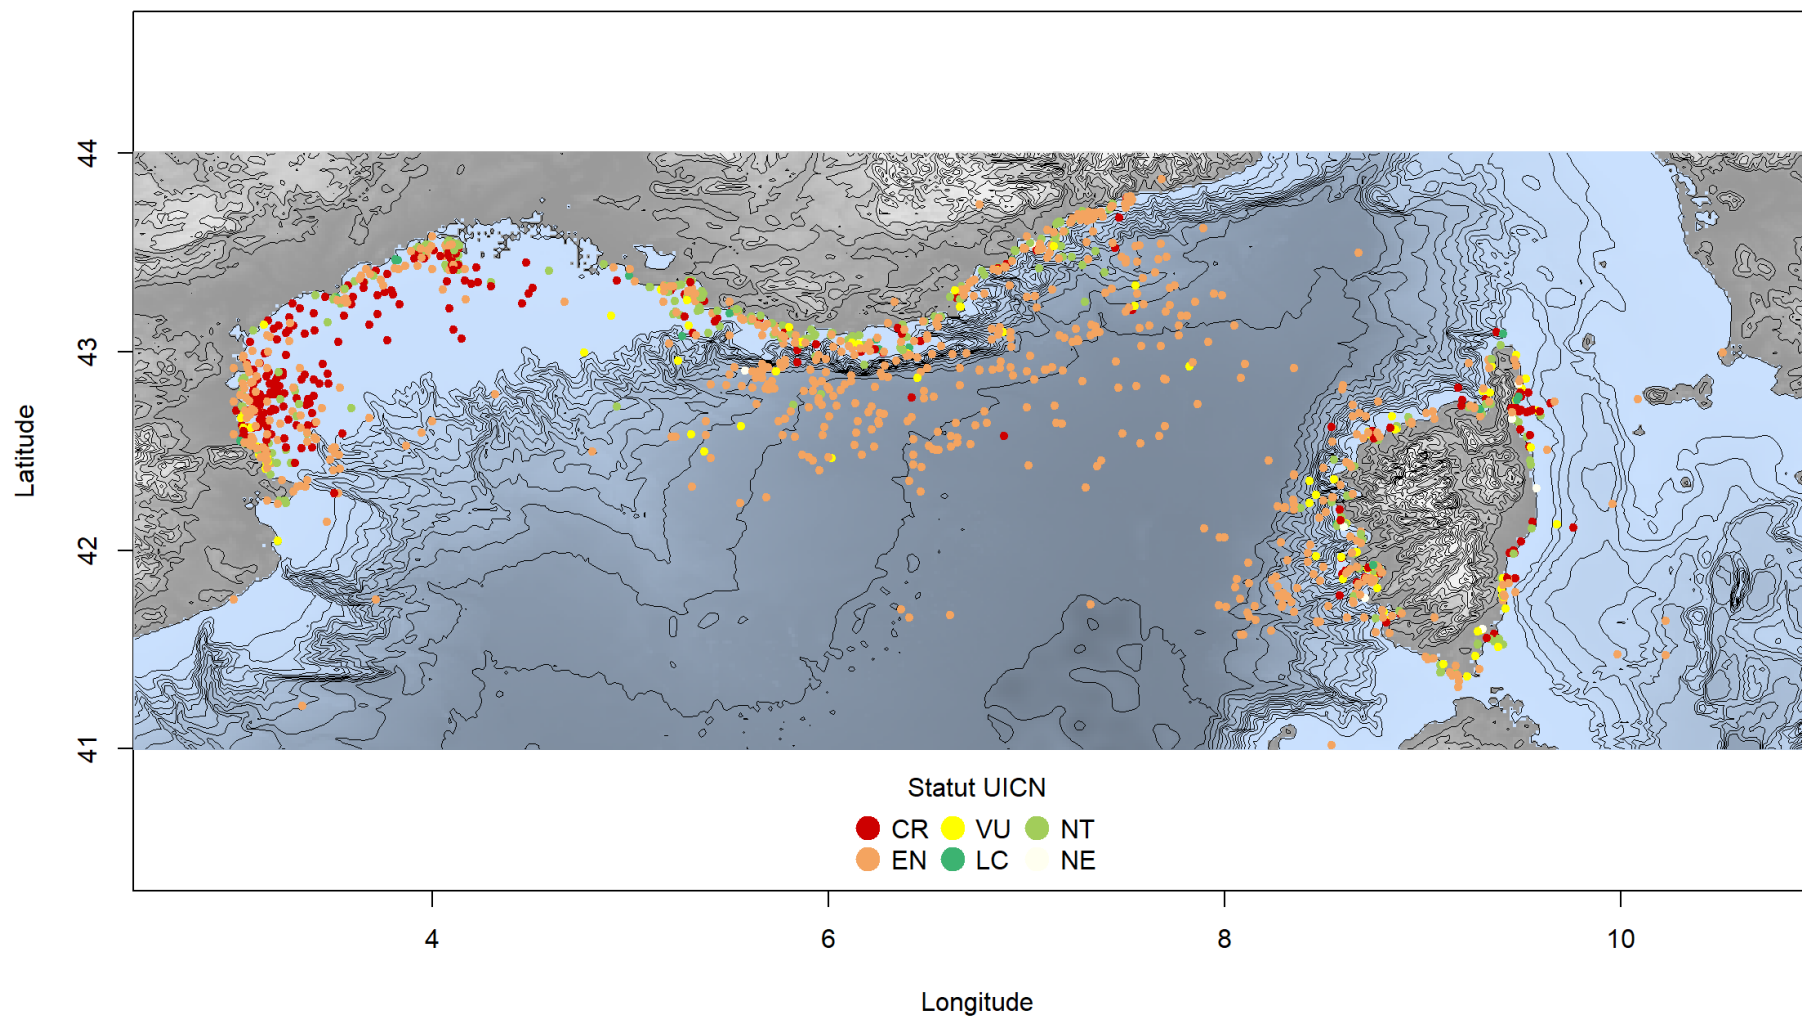 44
43
42
41
Latitude
Statut UICN
CR VU NT
EN LC NE
4 6 8 10
Longitude